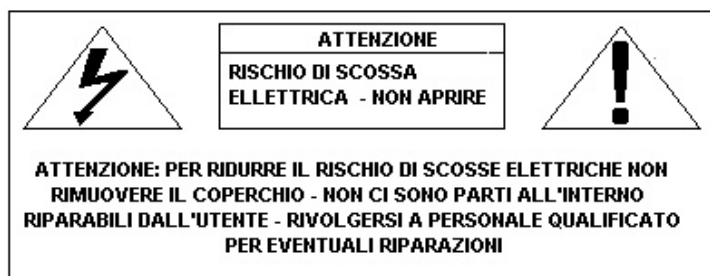 ATTENZIONE
RISCHIO DI SCOSSA
ELLETTRICA - NON APRIRE
ATTENZIONE: PER RIDURRE IL RISCHIO DI SCOSSE ELETTRICHE NON
RIMUOVERE IL COPERCHIO - NON CI SONO PARTI ALL'INTERNO
RIPARABILI DALL'UTENTE - RIVOLGERSI A PERSONALE QUALIFICATO
PER EVENTUALI RIPARAZIONI